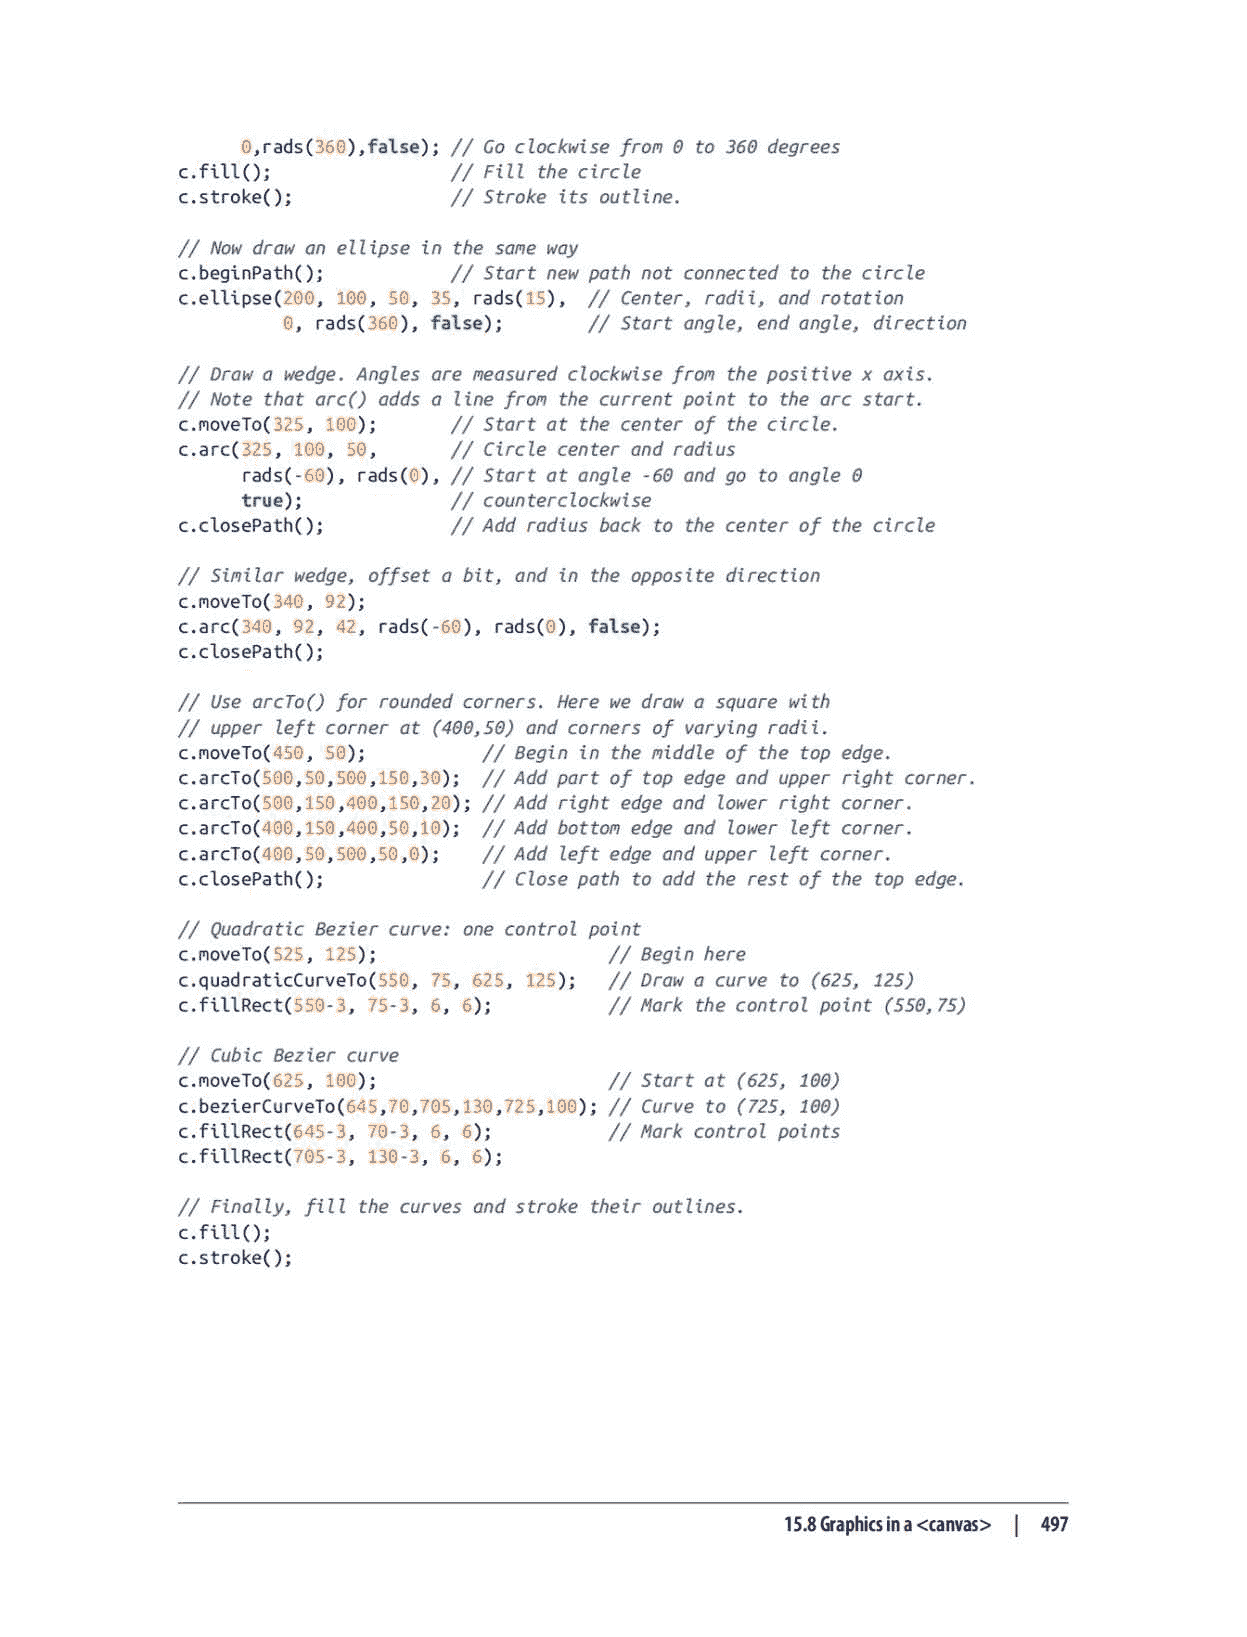 0,rads(360),false); // Go clockwise from 0 to 360 degrees
c.fill();                 // Fill the circle
c.stroke();               // Stroke its outline.

// Now draw an ellipse in the same way
c.beginPath();            // Start new path not connected to the circle
c.ellipse(200, 100, 50, 35, rads(15),  // Center, radii, and rotation
          0, rads(360), false);        // Start angle, end angle, direction

// Draw a wedge. Angles are measured clockwise from the positive x axis.
// Note that arc() adds a line from the current point to the arc start.
c.moveTo(325, 100);       // Start at the center of the circle.
c.arc(325, 100, 50,       // Circle center and radius
      rads(-60), rads(0), // Start at angle -60 and go to angle 0
      true);              // counterclockwise
c.closePath();            // Add radius back to the center of the circle

// Similar wedge, offset a bit, and in the opposite direction
c.moveTo(340, 92);
c.arc(340, 92, 42, rads(-60), rads(0), false);
c.closePath();

// Use arcTo() for rounded corners. Here we draw a square with
// upper left corner at (400,50) and corners of varying radii.
c.moveTo(450, 50);           // Begin in the middle of the top edge.
c.arcTo(500,50,500,150,30);  // Add part of top edge and upper right corner.
c.arcTo(500,150,400,150,20); // Add right edge and lower right corner.
c.arcTo(400,150,400,50,10);  // Add bottom edge and lower left corner.
c.arcTo(400,50,500,50,0);    // Add left edge and upper left corner.
c.closePath();               // Close path to add the rest of the top edge.

// Quadratic Bezier curve: one control point
c.moveTo(525, 125);                      // Begin here
c.quadraticCurveTo(550, 75, 625, 125);   // Draw a curve to (625, 125)
c.fillRect(550-3, 75-3, 6, 6);           // Mark the control point (550,75)

// Cubic Bezier curve
c.moveTo(625, 100);                      // Start at (625, 100)
c.bezierCurveTo(645,70,705,130,725,100); // Curve to (725, 100)
c.fillRect(645-3, 70-3, 6, 6);           // Mark control points
c.fillRect(705-3, 130-3, 6, 6);

// Finally, fill the curves and stroke their outlines.
c.fill();
c.stroke();

15.8 Graphics in a <canvas> | 497